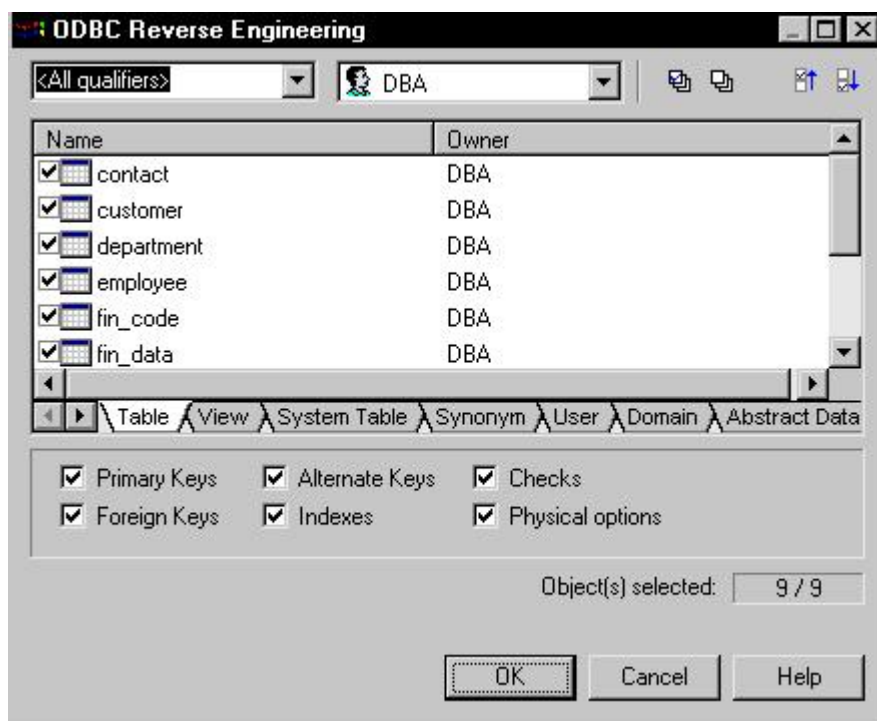 ODBC Reverse Engineering
<All qualifiers> DBA
Name Owner
contact DBA
customer DBA
department DBA
employee DBA
fin_code DBA
fin_data DBA
Table View System Table Synonym User Domain Abstract Data
Primary Keys Alternate Keys Checks
Foreign Keys Indexes Physical options
Object(s) selected: 9 / 9
OK Cancel Help